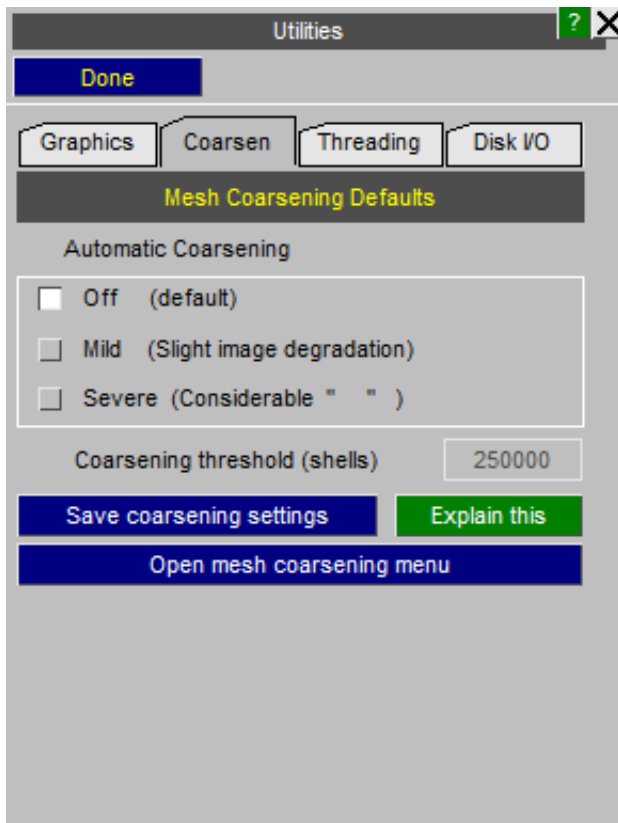 Utilities
?
Done
Graphics Coarsen Threading Disk I/O
Mesh Coarsening Defaults
Automatic Coarsening
Off (default)
Mild (Slight image degradation)
Severe (Considerable " " )
Coarsening threshold (shells) 250000
Save coarsening settings Explain this
Open mesh coarsening menu